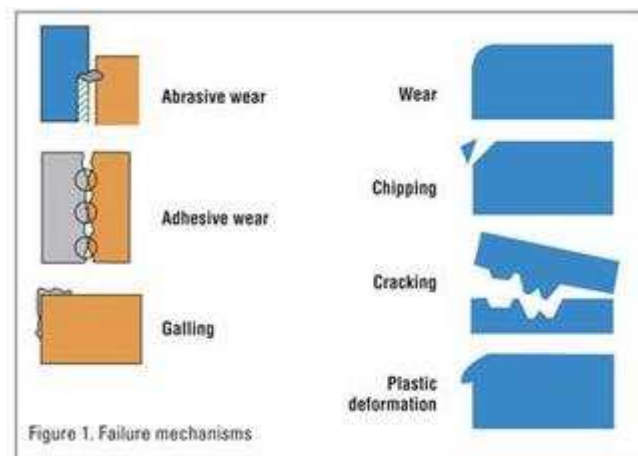 Abrasive wear
Adhesive wear
Galling
Wear
Chipping
Cracking
Plastic
deformation
Figure 1. Failure mechanisms